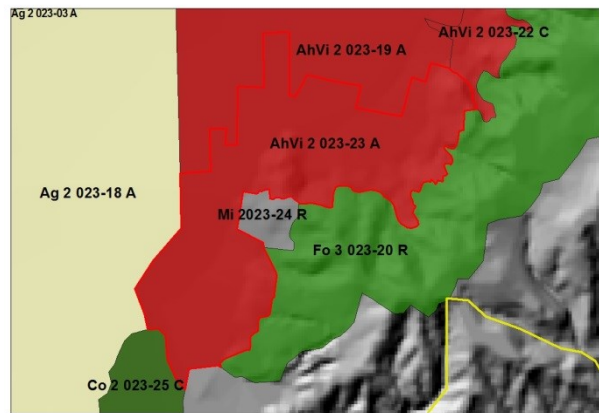 Ag 2 023-03 A
AhVi 2 023-22 C
AhVi 2 023-19 A
AhVi 2 023-23 A
Ag 2 023-18 A
Mi 2023-24 R
Fo 3 023-20 R
Co 2 023-25 C